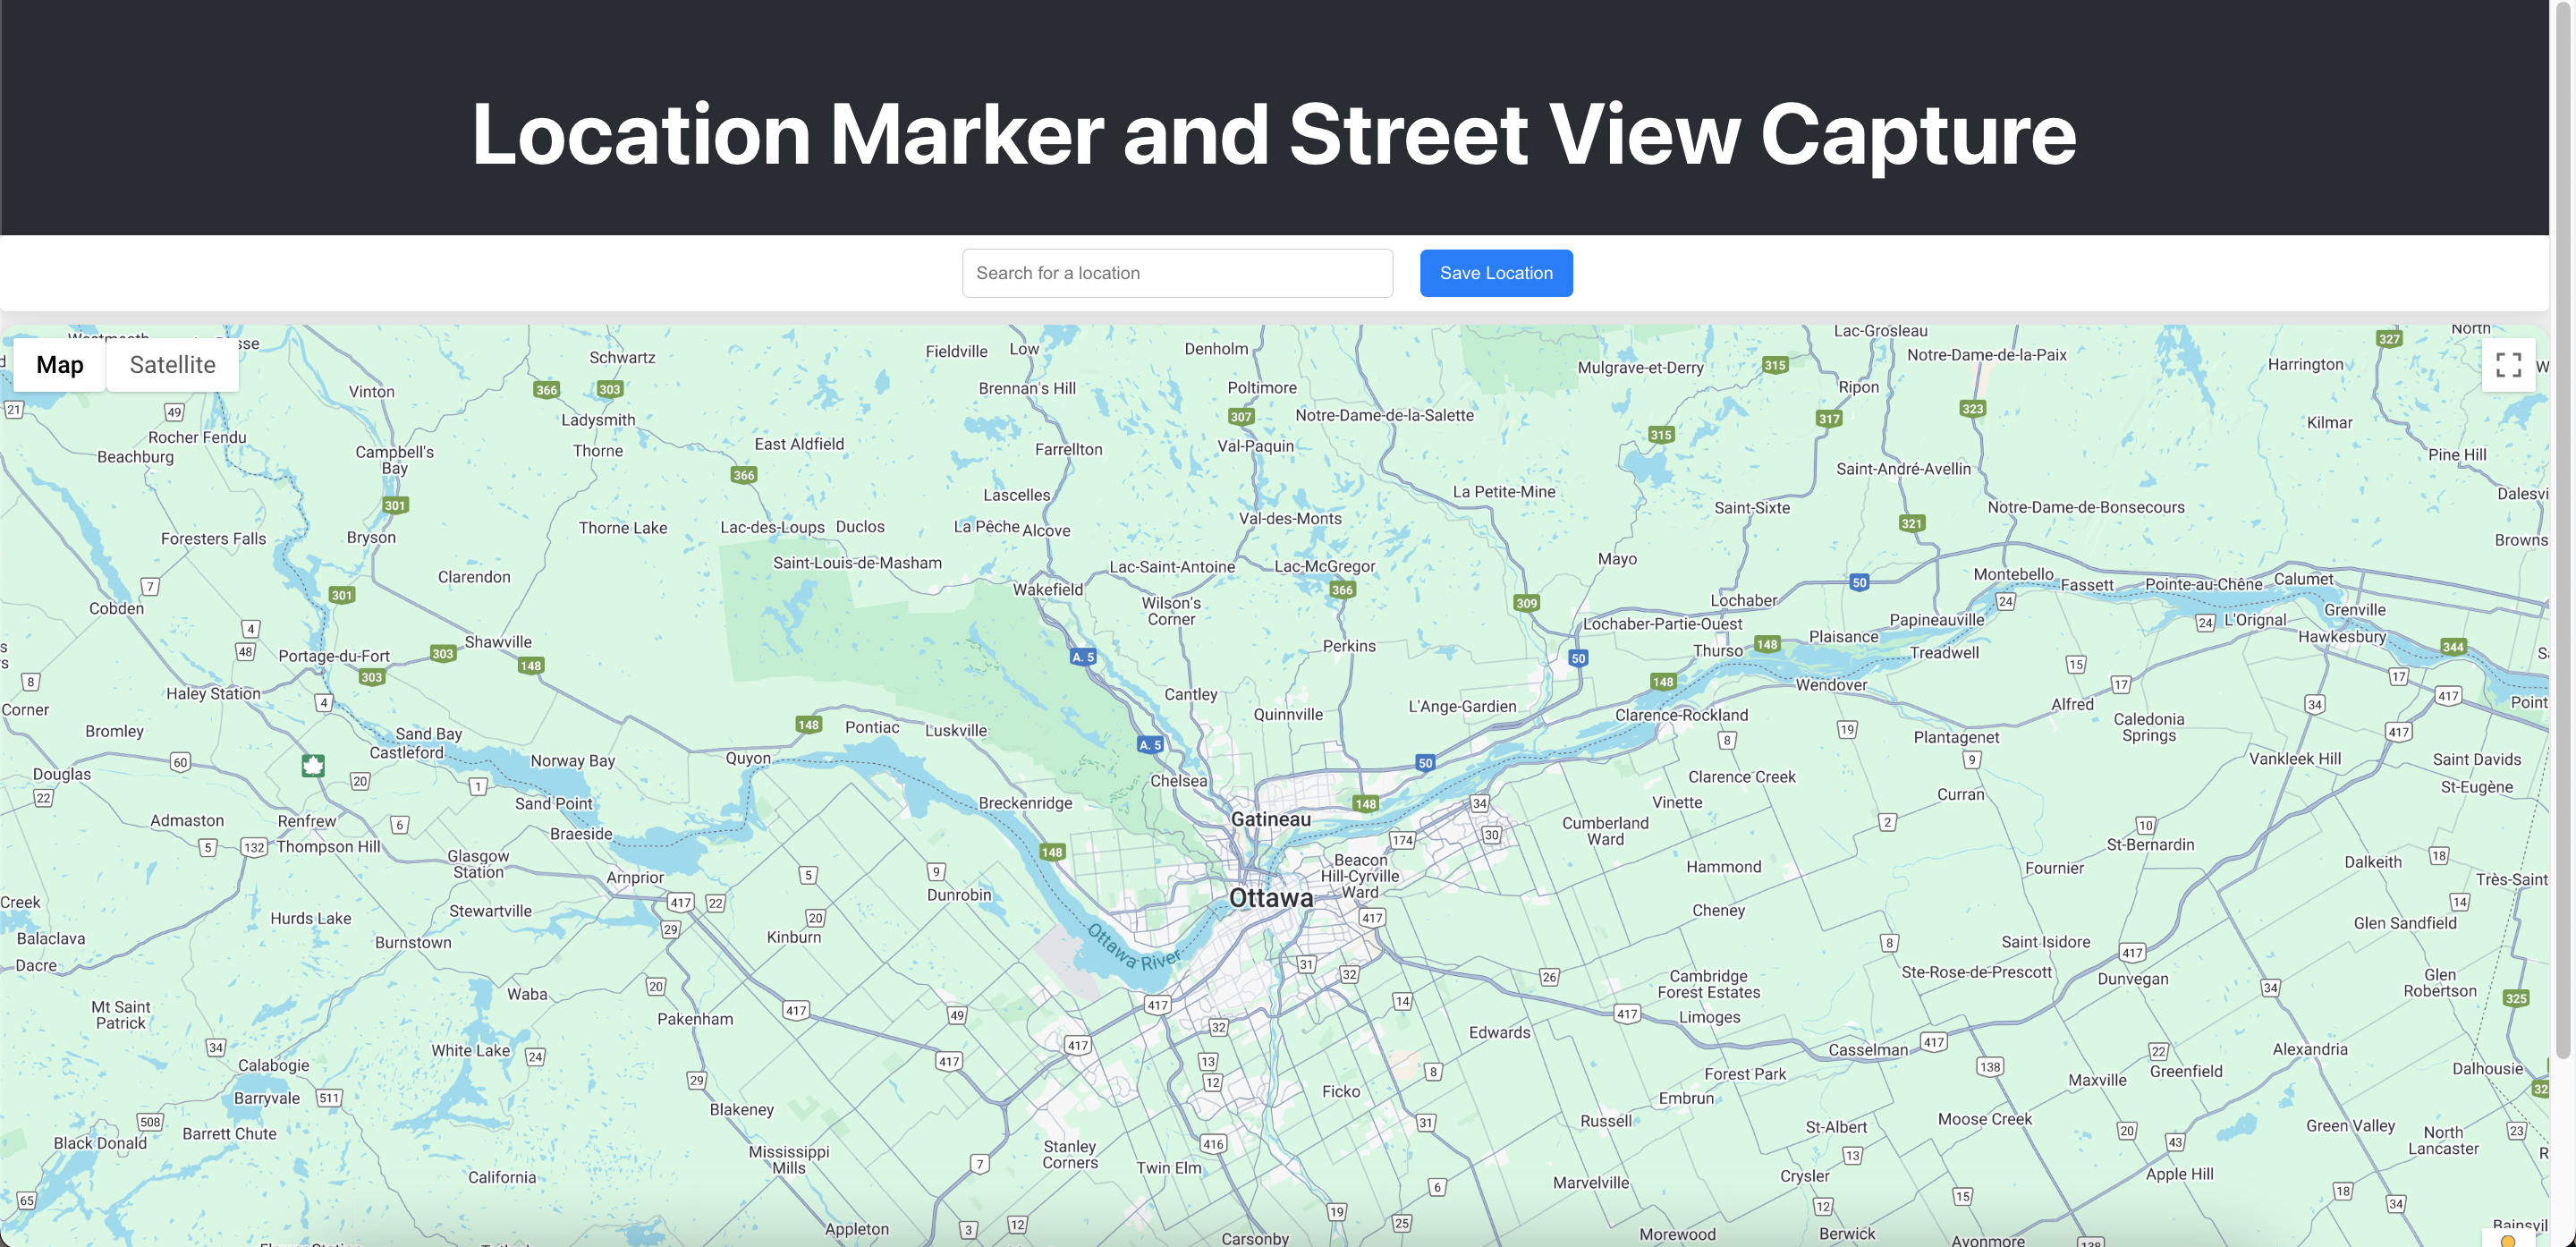 Location Marker and Street View Capture
Search for a location
Save Location
Map
Satellite
Schwartz
Fieldville
Low
Denholm
Lac-Grosleau
North
327
Mulgrave-et-Derry
315
Notre-Dame-de-la-Paix
Harrington
Vinton
366
303
Brennan's Hill
Poltimore
Ripon
21
49
Ladysmith
307
Notre-Dame-de-la-Salette
317
323
Kilmar
Rocher Fendu
Beachburg
Campbell's
Bay
Thorne
East Aldfield
Farrellton
Val-Paquin
315
Pine Hill
366
Saint-André-Avellin
301
Lascelles
La Petite-Mine
Saint-Sixte
Notre-Dame-de-Bonsecours
Foresters Falls
Bryson
Thorne Lake
Lac-des-Loups
Duclos
La Pêche
Alcove
Val-des-Monts
321
Saint-Louis-de-Masham
Lac-Saint-Antoine
Lac-McGregor
Mayo
7
Clarendon
Wakefield
366
50
Montebello
Fassett
Pointe-au-Chêne
Calumet
301
Cobden
Wilson's
Corner
309
Lochaber
24
Grenville
4
48
Shawville
Lochaber-Partie-Ouest
Papineauville
24
L'Orignal
Hawkesbury
Portage-du-Fort
303
148
Perkins
Plaisance
148
Thurso
Treadwell
344
303
A. 5
50
15
8
Haley Station
4
Cantley
148
Wendover
17
17
417
Corner
L'Ange-Gardien
Alfred
34
Bromley
Sand Bay
Castleford
148
Pontiac
Luskville
Quinnville
Clarence-Rockland
8
19
Plantagenet
Caledonia
Springs
417
60
Norway Bay
Quyon
A. 5
50
9
Vankleek Hill
Saint Davids
Douglas
22
20
1
Chelsea
Clarence Creek
St-Eugène
Sand Point
Breckenridge
148
34
Vinette
Curran
Admaston
Renfrew
6
Braeside
Gatineau
174
30
Cumberland
Ward
2
10
St-Bernardin
5
132
Thompson Hill
148
Glasgow
Station
Arnprior
5
9
Beacon
Hill-Cyrville
Ward
Hammond
Fournier
Dalkeith
18
Creek
417
22
Dunrobin
Ottawa
417
14
Hurds Lake
Stewartville
20
Cheney
Glen Sandfield
Balaclava
29
Kinburn
Ottawa River
Burnstown
8
Saint Isidore
417
Dacre
31
32
26
Cambridge
Forest Estates
Ste-Rose-de-Prescott
Dunvegan
34
Glen
Robertson
325
Waba
20
417
14
Mt Saint
Patrick
Pakenham
417
49
32
Edwards
417
Limoges
34
White Lake
24
417
417
Casselman
417
22
Alexandria
Calabogie
13
8
138
Greenfield
Dalhousie
29
12
Forest Park
Maxville
Barryvale
511
Ficko
Embrun
508
Blakeney
31
Russell
Moose Creek
20
Green Valley
23
Barrett Chute
Black Donald
416
St-Albert
43
North
Lancaster
Mississippi
Mills
Stanley
Corners
7
Twin Elm
13
Apple Hill
California
Marvelville
Crysler
65
6
15
18
19
12
34
Appleton
3
12
25
Carsonby
Morewood
Berwick
Avonmore